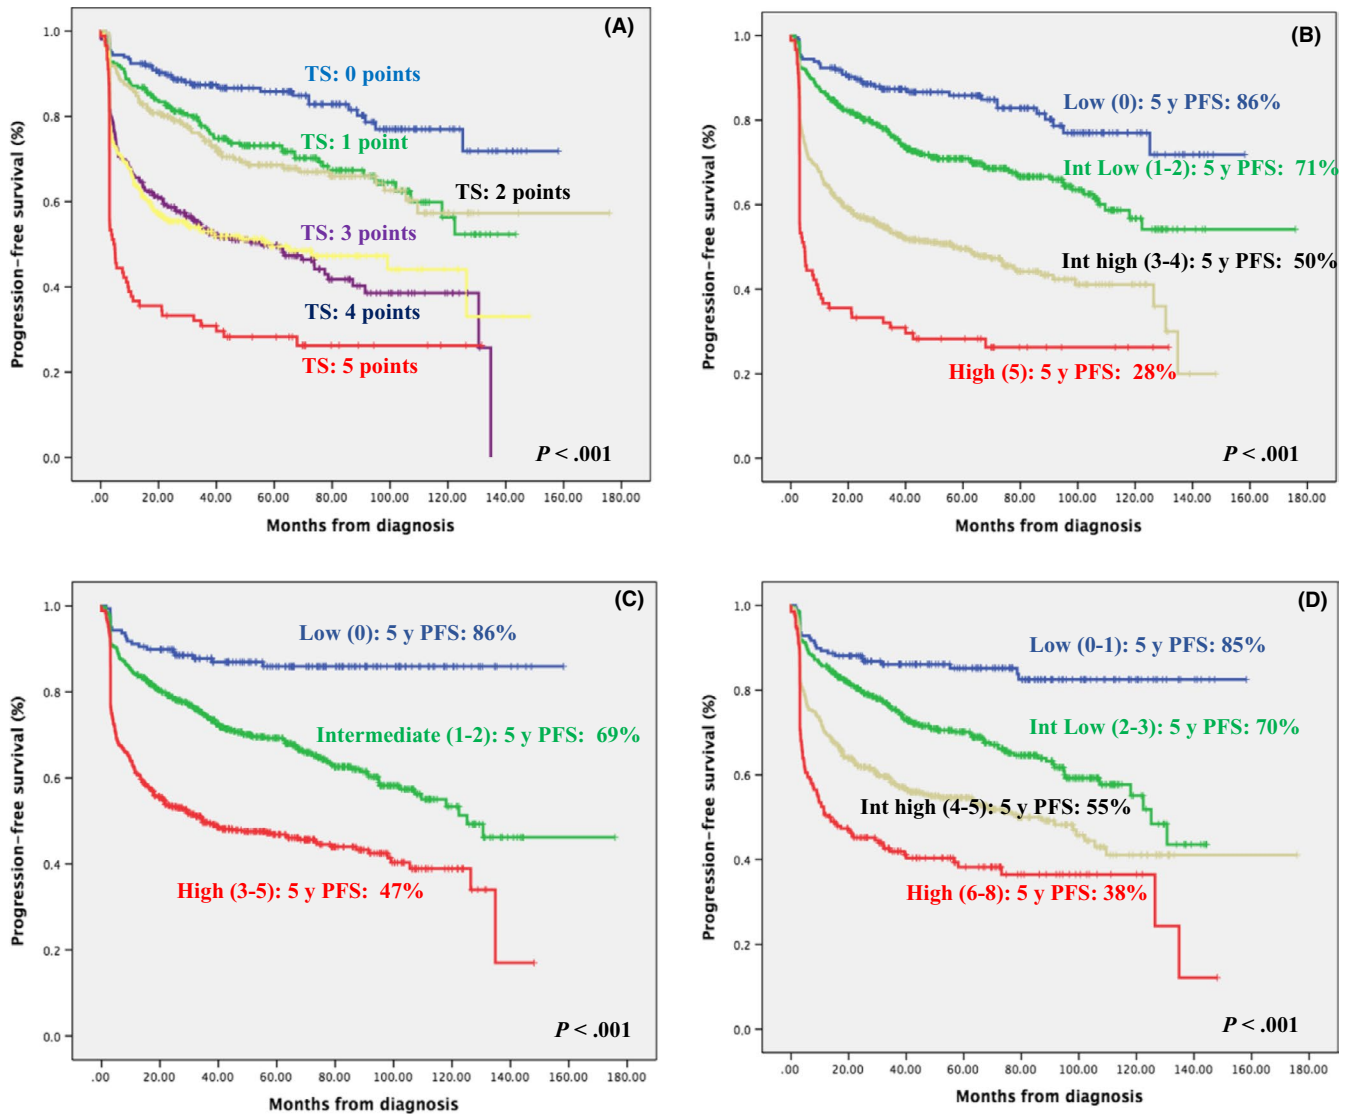 (A)
1.0
0.8
0.6
0.4
0.2
0.0
Progression-free survival (%)
TS: 0 points
TS: 1 point
TS: 2 points
TS: 3 points
TS: 4 points
TS: 5 points
P < .001
.00 20.00 40.00 60.00 80.00 100.00 120.00 140.00 160.00 180.00
Months from diagnosis
(B)
1.0
0.8
0.6
0.4
0.2
0.0
Progression-free survival (%)
Low (0): 5 y PFS: 86%
Int Low (1-2): 5 y PFS: 71%
Int high (3-4): 5 y PFS: 50%
High (5): 5 y PFS: 28%
P < .001
.00 20.00 40.00 60.00 80.00 100.00 120.00 140.00 160.00 180.00
Months from diagnosis
(C)
1.0
0.8
0.6
0.4
0.2
0.0
Progression-free survival (%)
Low (0): 5 y PFS: 86%
Intermediate (1-2): 5 y PFS: 69%
High (3-5): 5 y PFS: 47%
P < .001
.00 20.00 40.00 60.00 80.00 100.00 120.00 140.00 160.00 180.00
Months from diagnosis
(D)
1.0
0.8
0.6
0.4
0.2
0.0
Progression-free survival (%)
Low (0-1): 5 y PFS: 85%
Int Low (2-3): 5 y PFS: 70%
Int high (4-5): 5 y PFS: 55%
High (6-8): 5 y PFS: 38%
P < .001
.00 20.00 40.00 60.00 80.00 100.00 120.00 140.00 160.00 180.00
Months from diagnosis